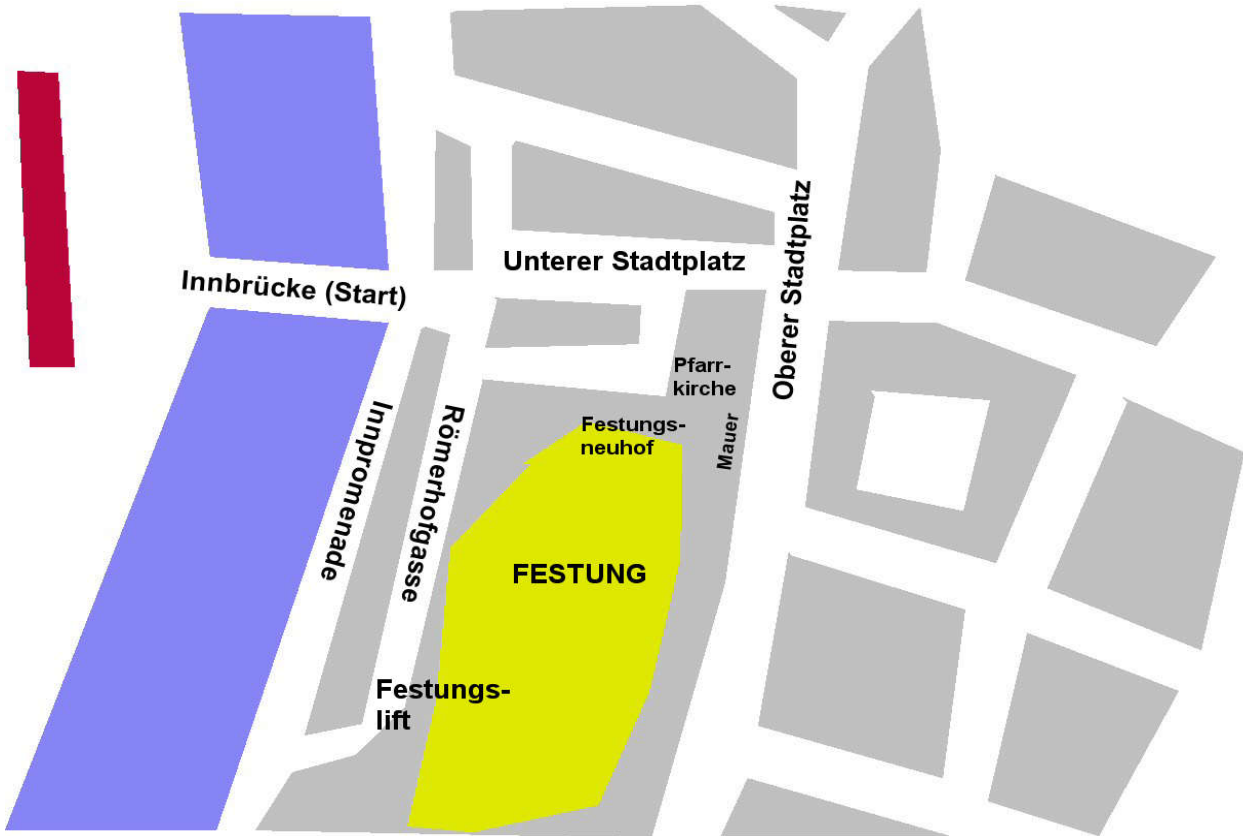 Unterer Stadtplatz
Innbrücke (Start)
Oberer Stadtplatz
Pfarr-
kirche
Innpromenade
Römerhofgasse
Festungs-
neuhof
Mauer
FESTUNG
Festungs-
lift